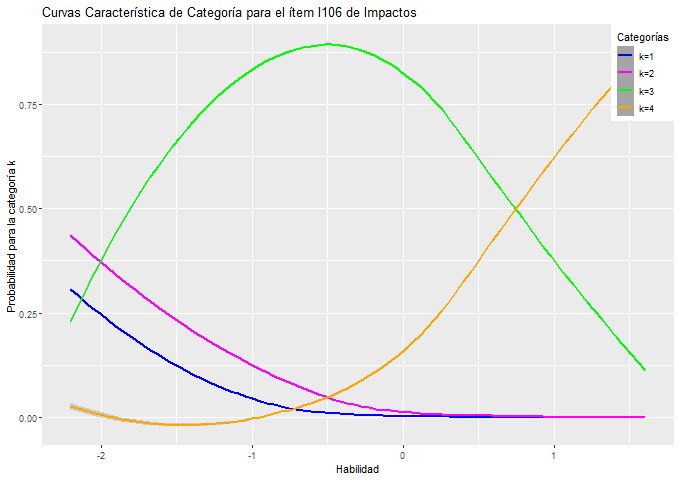 Curvas Característica de Categoría para el ítem I106 de Impactos
Categorías
k=1
k=2
k=3
k=4
Probabilidad para la categoría k
0.75
0.50
0.25
0.00
-2
-1
0
1
Habilidad